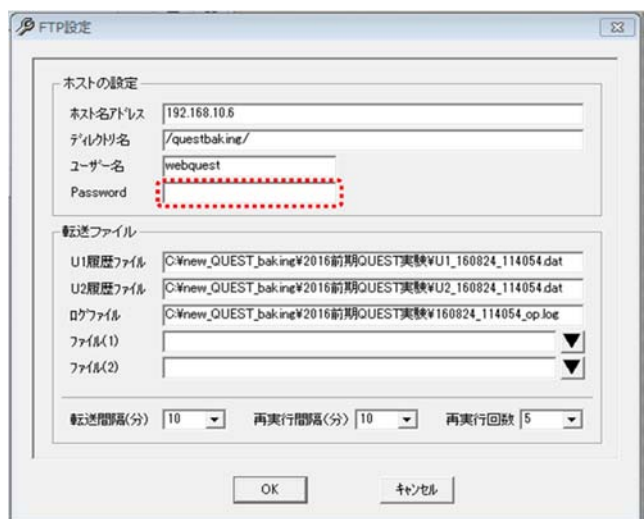 FTP設定
ホストの設定
ホスト名アドレス 192.168.10.6
ディレクトリ名 /questbaking/
ユーザー名 webquest
Password
転送ファイル
U1履歴ファイル C:¥new_QUEST_baking¥2016前期QUEST実験¥U1_160824_114054.dat
U2履歴ファイル C:¥new_QUEST_baking¥2016前期QUEST実験¥U2_160824_114054.dat
ログファイル C:¥new_QUEST_baking¥2016前期QUEST実験¥160824_114054_op.log
ファイル(1)
ファイル(2)
転送間隔(分) 10 再実行間隔(分) 10 再実行回数 5
OK キャンセル